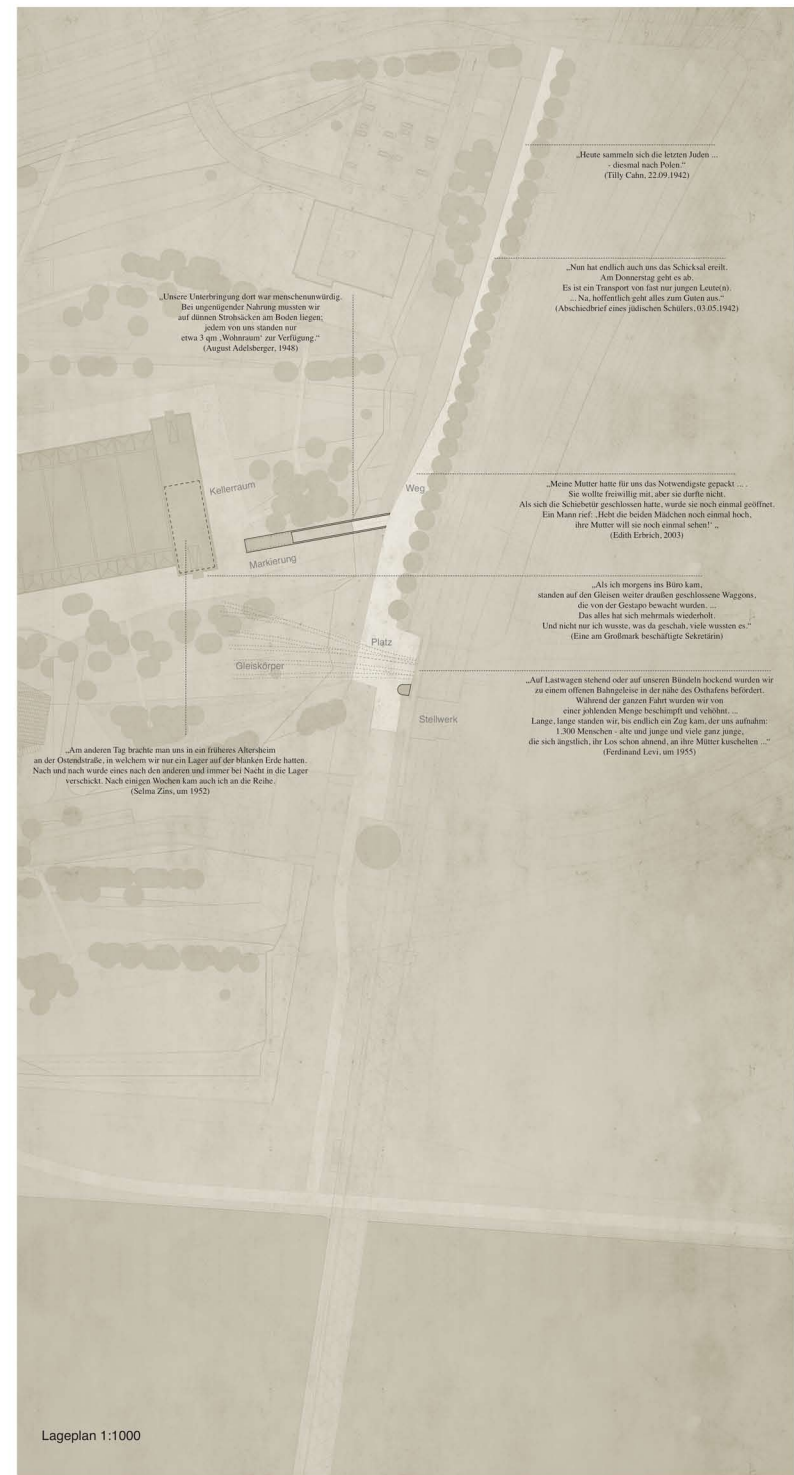 „Heute sammeln sich die letzten Juden ...
- diesmal nach Polen.“
(Tilly Cahn, 22.09.1942)
„Nun hat endlich auch uns das Schicksal ereilt.
Am Donnerstag geht es ab.
Es ist ein Transport von fast nur jungen Leute(n).
... Na, hoffentlich geht alles zum Guten aus.“
(Abschiedbrief eines jüdischen Schülers, 03.05.1942)
„Unsere Unterbringung dort war menschenunwürdig.
Bei ungenügender Nahrung mussten wir
auf dünnen Strohsäcken am Boden liegen;
jedem von uns standen nur
etwa 3 qm ‚Wohnraum‘ zur Verfügung.“
(August Adelsberger, 1948)
Kellerraum
Weg
„Meine Mutter hatte für uns das Notwendigste gepackt ... .
Sie wollte freiwillig mit, aber sie durfte nicht.
Als sich die Schiebetür geschlossen hatte, wurde sie noch einmal geöffnet.
Ein Mann rief: ‚Hebt die beiden Mädchen noch einmal hoch,
ihre Mutter will sie noch einmal sehen!‘ „
(Edith Erbrich, 2003)
Markierung
„Als ich morgens ins Büro kam,
standen auf den Gleisen weiter draußen geschlossene Waggons,
die von der Gestapo bewacht wurden. ...
Das alles hat sich mehrmals wiederholt.
Und nicht nur ich wusste, was da geschah, viele wussten es.“
(Eine am Großmark beschäftigte Sekretärin)
Platz
Gleiskörper
Stellwerk
„Auf Lastwagen stehend oder auf unseren Bündeln hockend wurden wir
zu einem offenen Bahngeleise in der nähe des Osthafens befördert.
Während der ganzen Fahrt wurden wir von
einer johlenden Menge beschimpft und vehöhnt. ...
Lange, lange standen wir, bis endlich ein Zug kam, der uns aufnahm:
1.300 Menschen - alte und junge und viele ganz junge,
die sich ängstlich, ihr Los schon ahnend, an ihre Mütter kuschelten ...“
(Ferdinand Levi, um 1955)
„Am anderen Tag brachte man uns in ein früheres Altersheim
an der Ostendstraße, in welchem wir nur ein Lager auf der blanken Erde hatten.
Nach und nach wurde eines nach den anderen und immer bei Nacht in die Lager
verschickt. Nach einigen Wochen kam auch ich an die Reihe.
(Selma Zins, um 1952)
Lageplan 1:1000